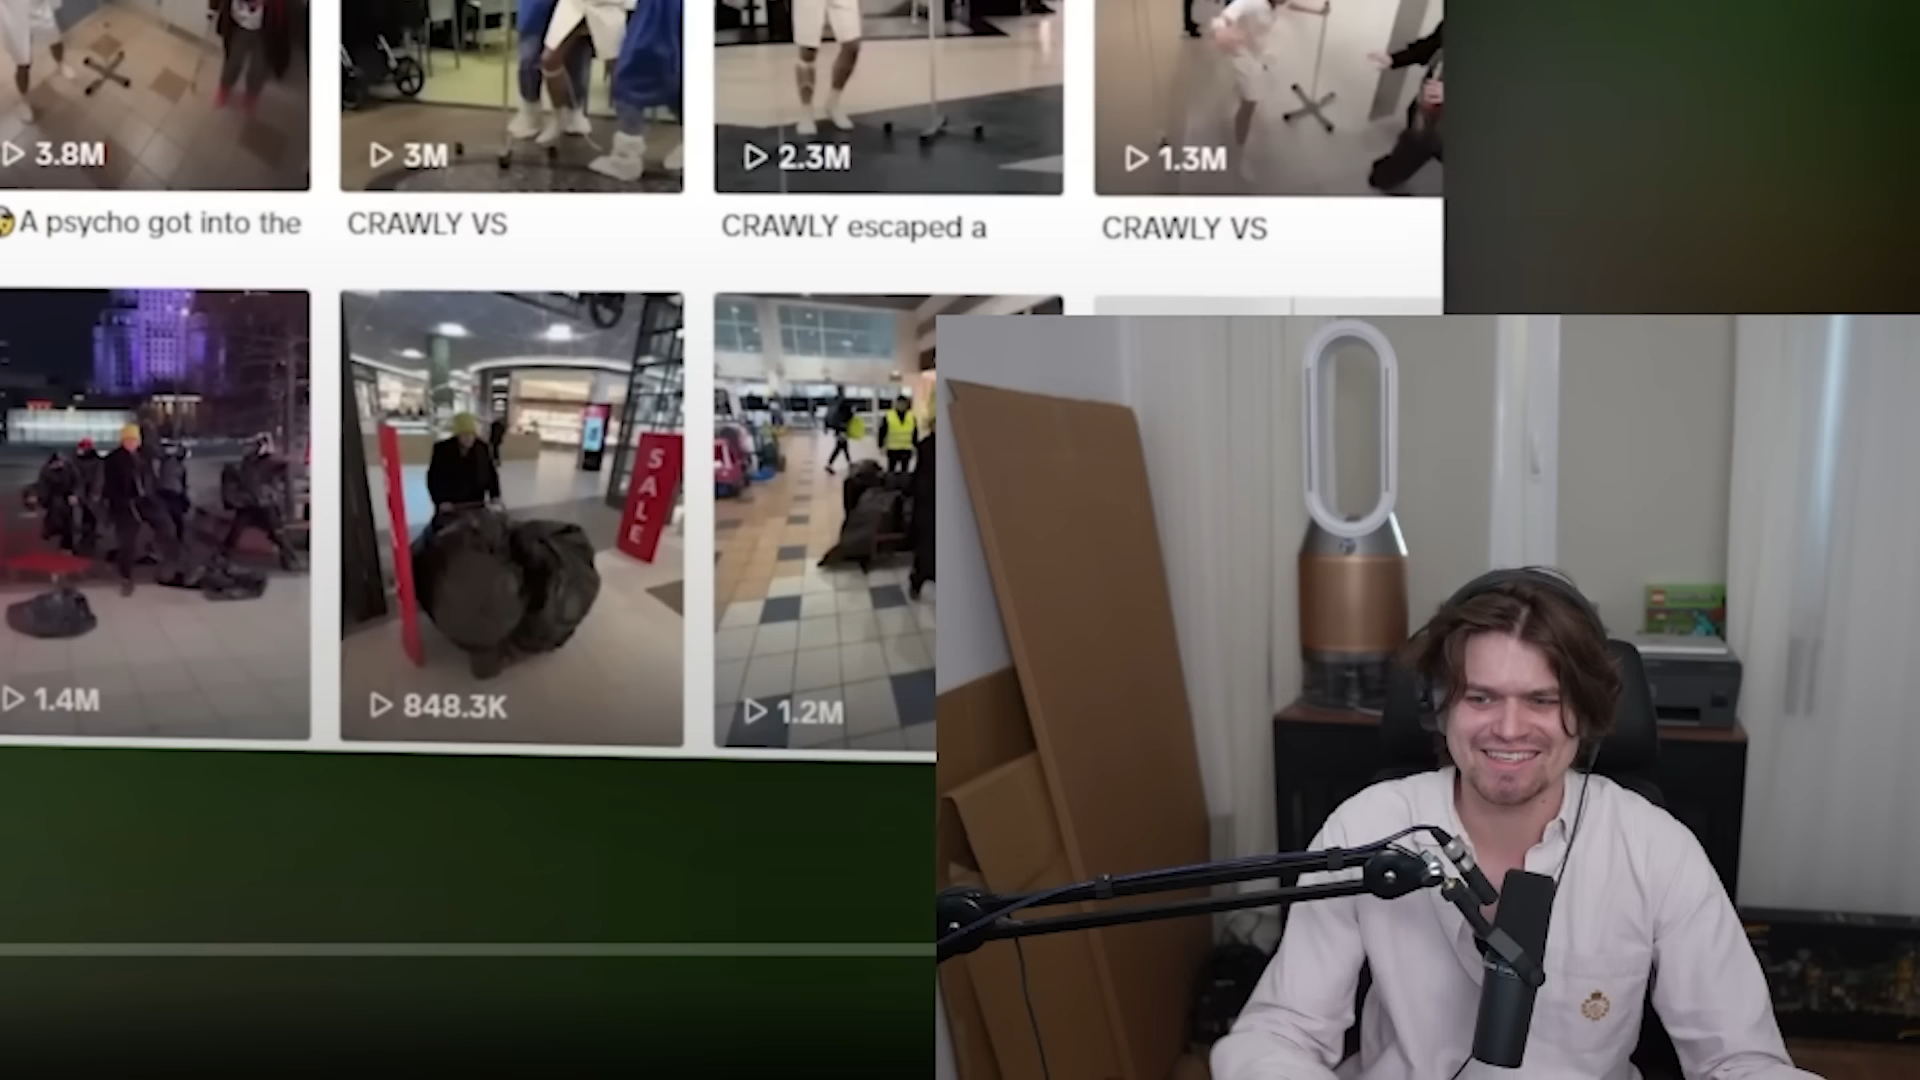 3.8M
3M
2.3M
1.3M
A psycho got into the
CRAWLY VS
CRAWLY escaped a
CRAWLY VS
SALE
1.4M
848.3K
1.2M